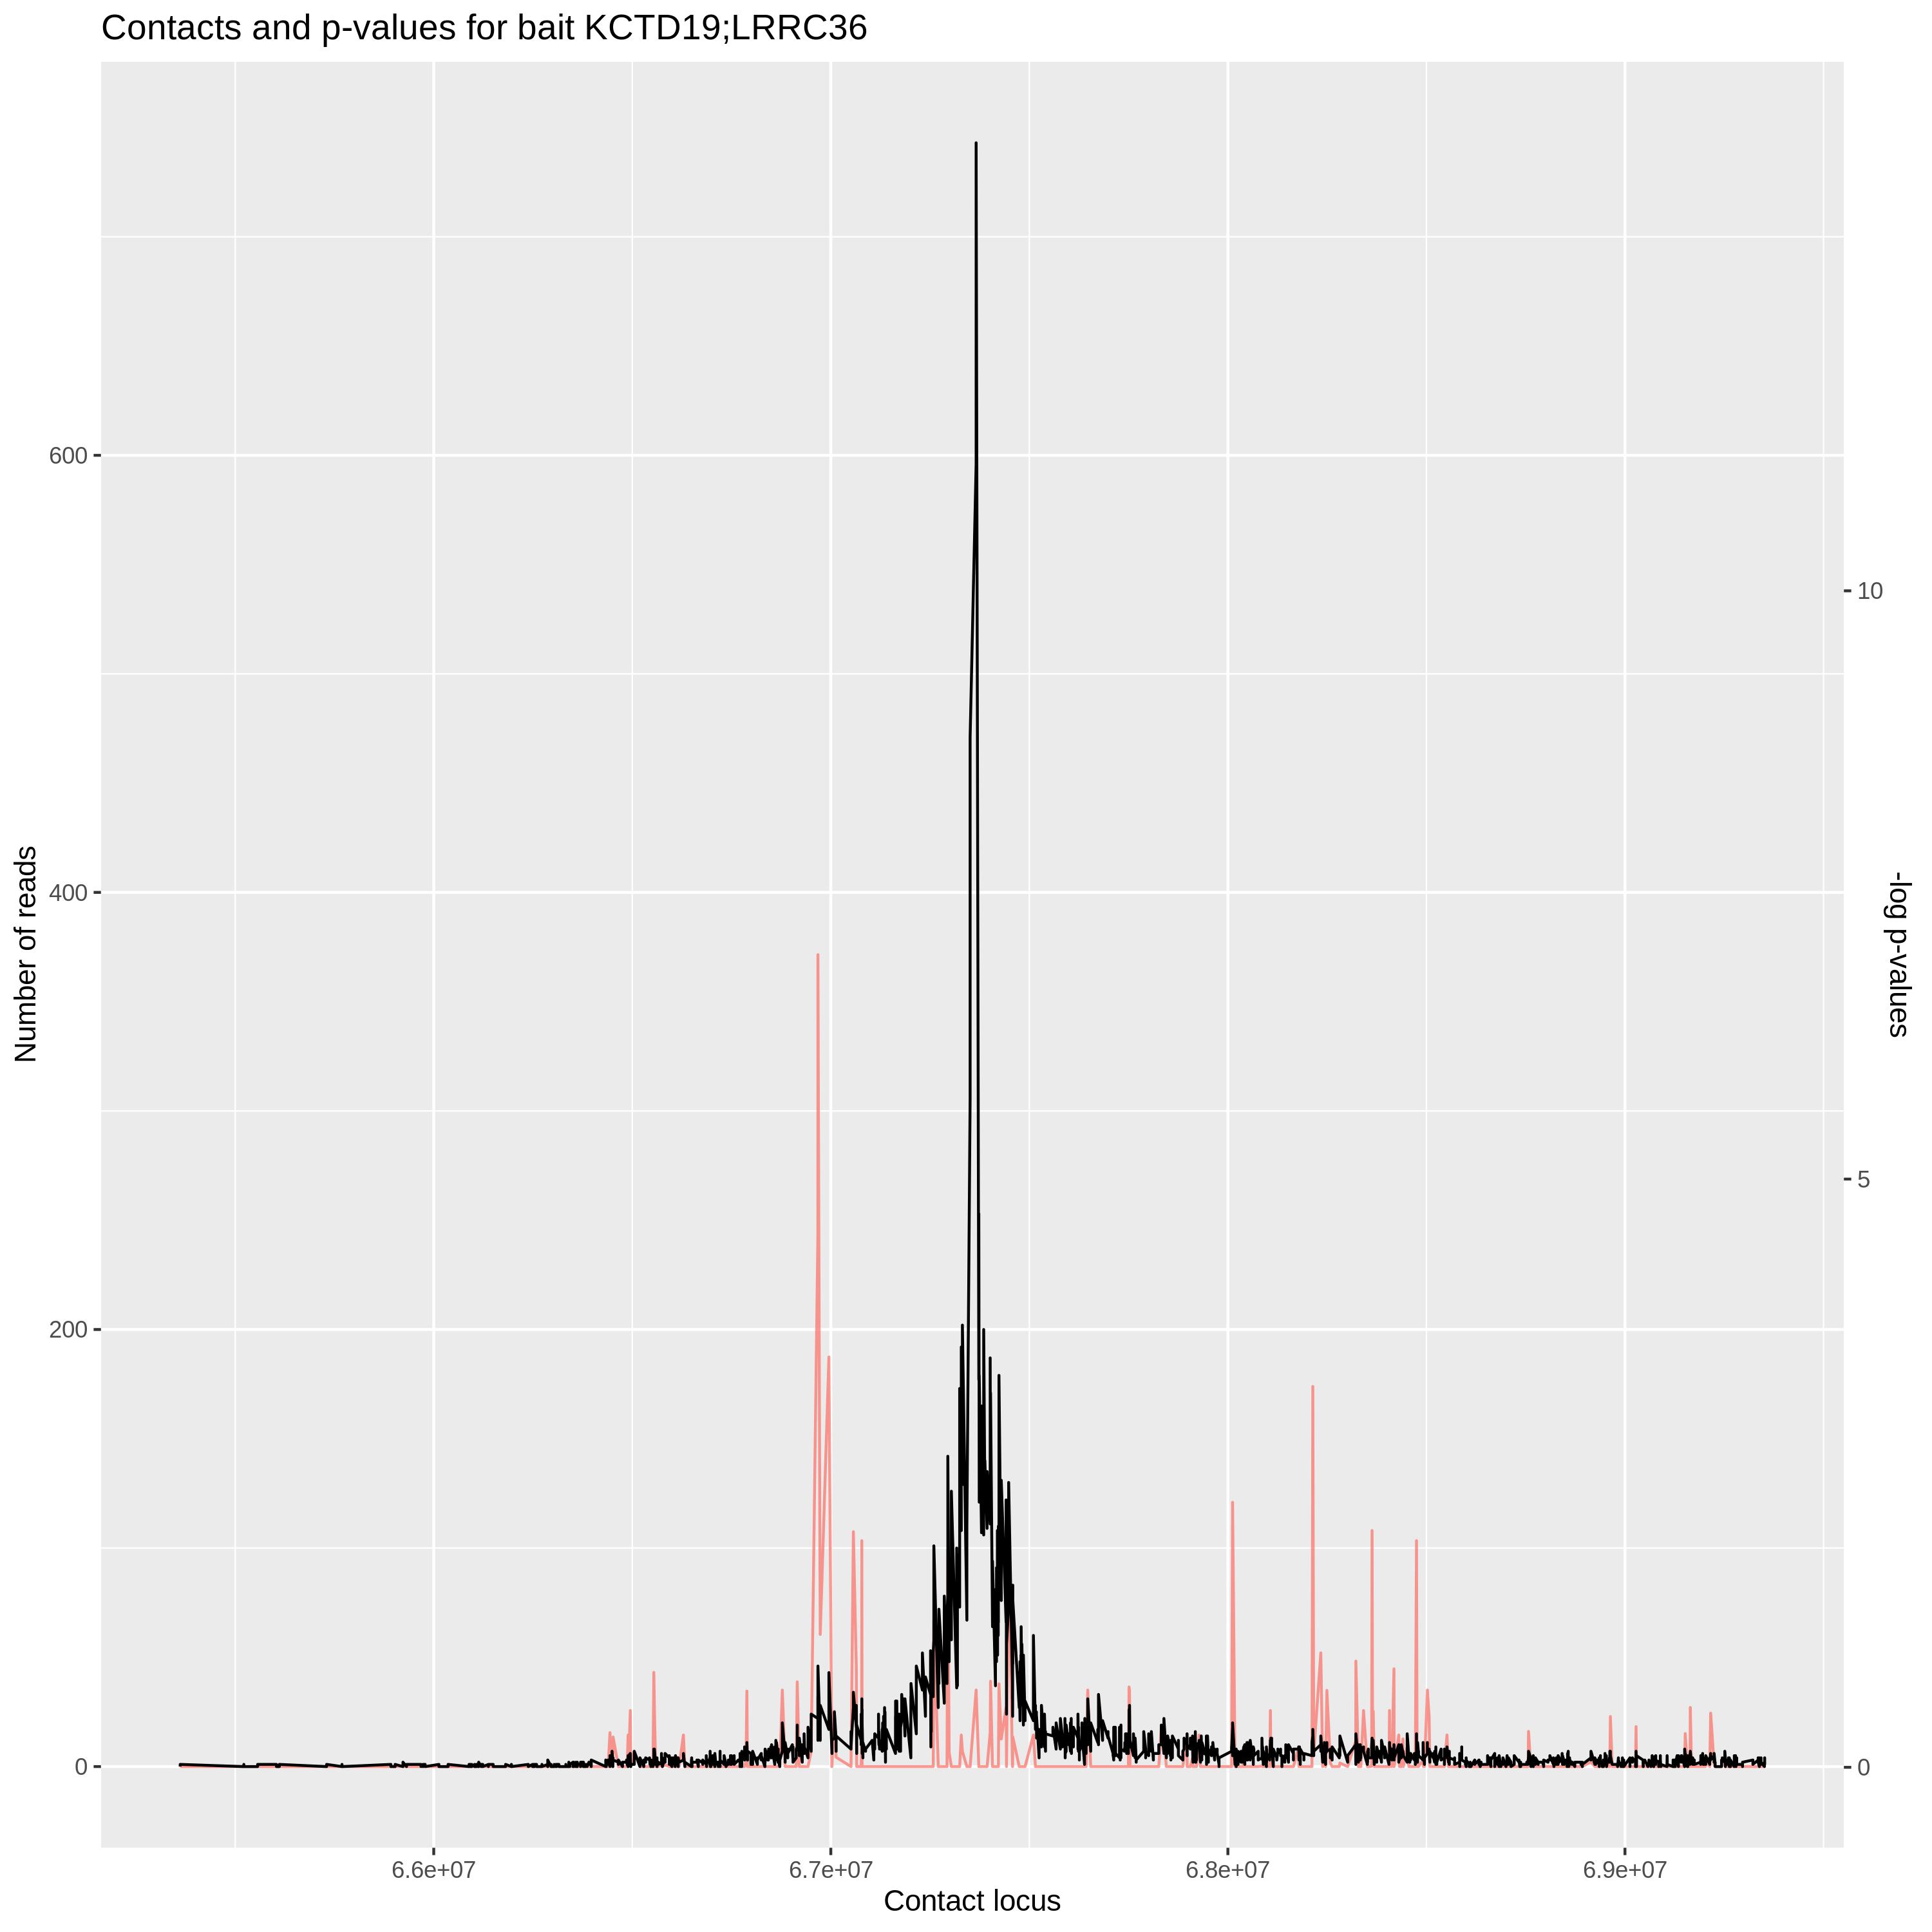 Contacts and p-values for bait KCTD19;LRRC36
Number of reads
600
400
200
0
10
5
0
-log p-values
6.6e+07
6.7e+07
6.8e+07
6.9e+07
Contact locus